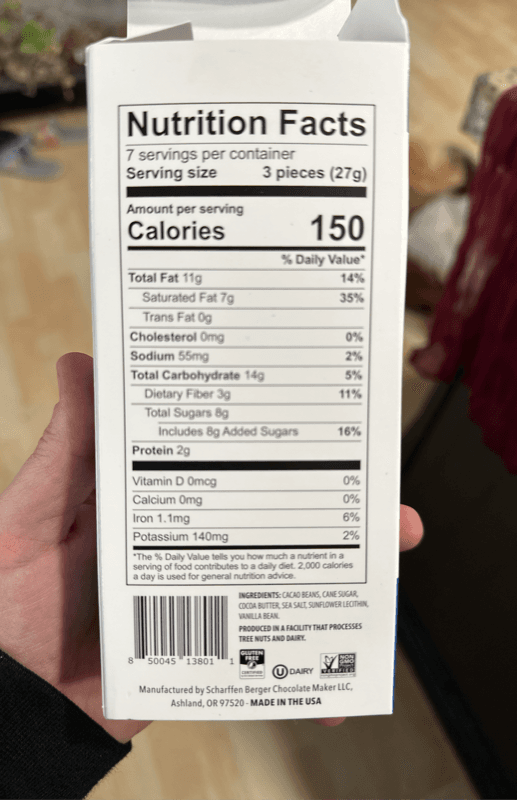 Nutrition Facts
7 servings per container
Serving size 3 pieces (27g)
Amount per serving
Calories 150
% Daily Value*
Total Fat 11g 14%
Saturated Fat 7g 35%
Trans Fat 0g
Cholesterol 0mg 0%
Sodium 55mg 2%
Total Carbohydrate 14g 5%
Dietary Fiber 3g 11%
Total Sugars 8g
Includes 8g Added Sugars 16%
Protein 2g
Vitamin D 0mcg 0%
Calcium 0mg 0%
Iron 1.1mg 6%
Potassium 140mg 2%
*The % Daily Value tells you how much a nutrient in a
serving of food contributes to a daily diet. 2,000 calories
a day is used for general nutrition advice.
INGREDIENTS: CACAO BEANS, CANE SUGAR,
COCOA BUTTER, SEA SALT, SUNFLOWER LECITHIN,
VANILLA BEAN.
PRODUCED IN A FACILITY THAT PROCESSES
TREE NUTS AND DAIRY.
8 50045 13801 1
GLUTEN
FREE
CERTIFIED
U DAIRY
NON
GMO
VERIFIED
Manufactured by Scharffen Berger Chocolate Maker LLC,
Ashland, OR 97520 - MADE IN THE USA